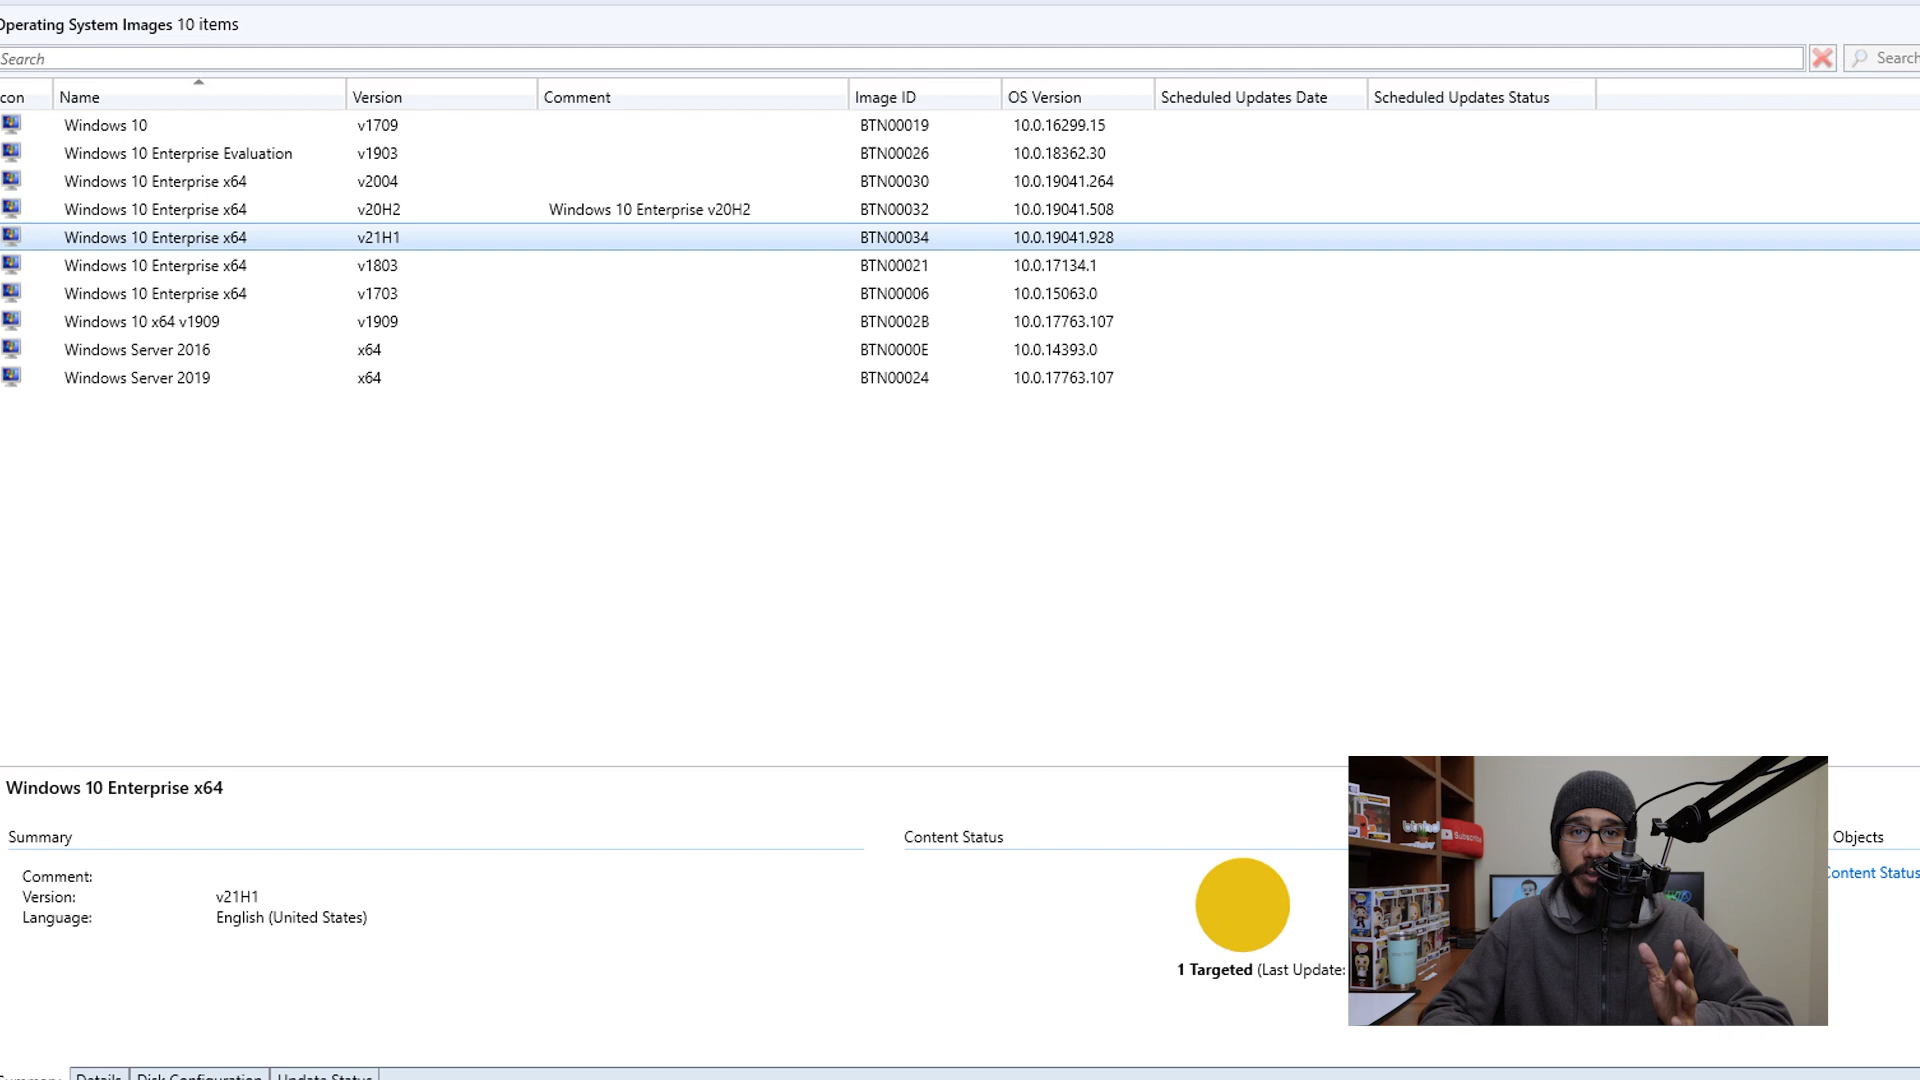 Operating System Images 10 items
Search
Search
con Name Version Comment Image ID OS Version Scheduled Updates Date Scheduled Updates Status
Windows 10 v1709 BTN00019 10.0.16299.15
Windows 10 Enterprise Evaluation v1903 BTN00026 10.0.18362.30
Windows 10 Enterprise x64 v2004 BTN00030 10.0.19041.264
Windows 10 Enterprise x64 v20H2 Windows 10 Enterprise v20H2 BTN00032 10.0.19041.508
Windows 10 Enterprise x64 v21H1 BTN00034 10.0.19041.928
Windows 10 Enterprise x64 v1803 BTN00021 10.0.17134.1
Windows 10 Enterprise x64 v1703 BTN00006 10.0.15063.0
Windows 10 x64 v1909 v1909 BTN0002B 10.0.17763.107
Windows Server 2016 x64 BTN0000E 10.0.14393.0
Windows Server 2019 x64 BTN00024 10.0.17763.107
Windows 10 Enterprise x64
Summary
Comment:
Version: v21H1
Language: English (United States)
Content Status
1 Targeted (Last Update:
btnhd
Subscribe
Objects
Content Status
Summary Details Disk Configuration Update Status